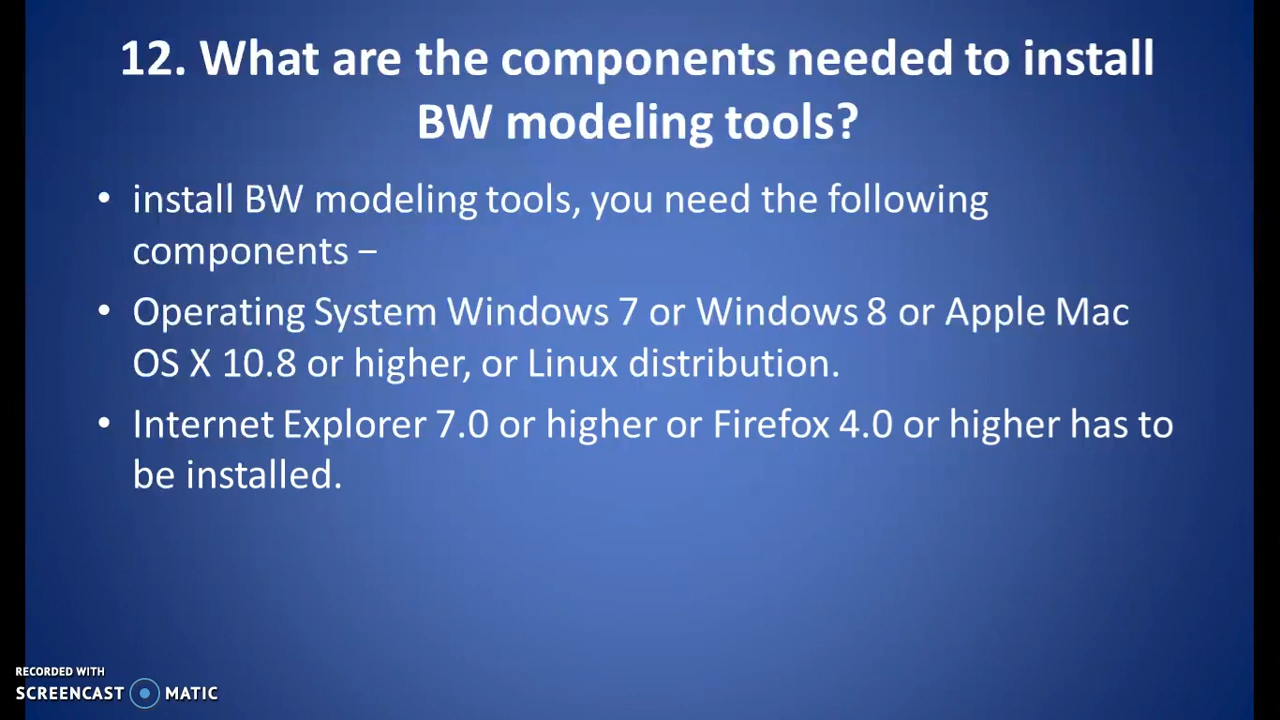 12. What are the components needed to install
BW modeling tools?
• install BW modeling tools, you need the following
components −
• Operating System Windows 7 or Windows 8 or Apple Mac
OS X 10.8 or higher, or Linux distribution.
• Internet Explorer 7.0 or higher or Firefox 4.0 or higher has to
be installed.
RECORDED WITH
SCREENCAST MATIC